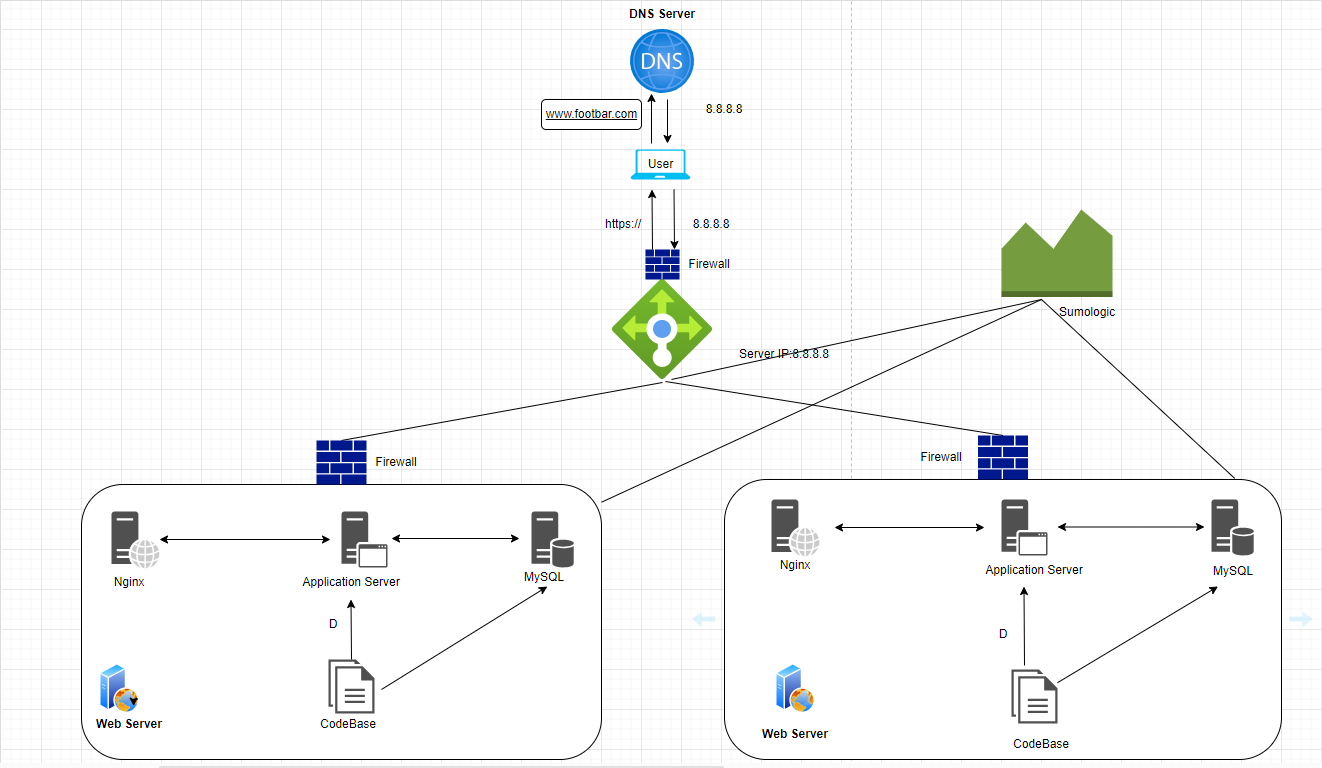 DNS Server
DNS
www.footbar.com
8.8.8.8
User
https://
8.8.8.8
Firewall
Sumologic
Server IP:8.8.8.8
Firewall
Firewall
Nginx
Application Server
MySQL
D
CodeBase
Web Server
Nginx
Application Server
MySQL
D
CodeBase
Web Server